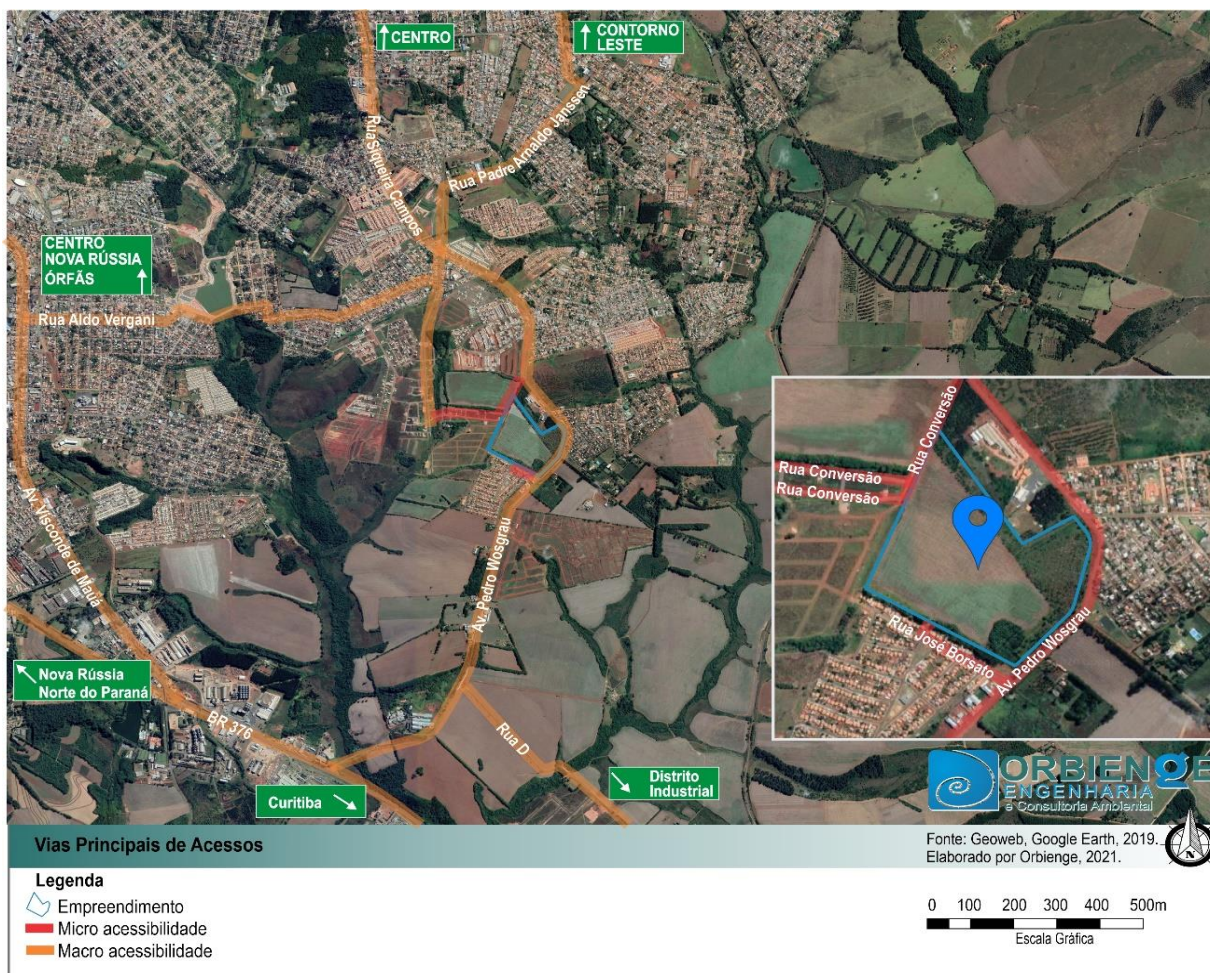 CENTRO
CONTORNO
LESTE
Rua Siqueira Campos
Rua Padre Arnaldo Janssen
CENTRO
NOVA RÚSSIA
ÓRFÃS
Rua Aldo Vergani
Rua Conversão
Rua Conversão
Rua Conversão
Av. Visconde de Mauá
Av. Pedro Wosgrau
Rua José Borsato
Av. Pedro Wosgrau
Nova Rússia
Norte do Paraná
BR 376
Rua D
Curitiba
Distrito
Industrial
ORBIENGE
ENGENHARIA
e Consultoria Ambiental
Vias Principais de Acessos
Fonte: Geoweb, Google Earth, 2019.
Elaborado por Orbienge, 2021.
N
Legenda
Empreendimento
Micro acessibilidade
Macro acessibilidade
0 100 200 300 400 500m
Escala Gráfica